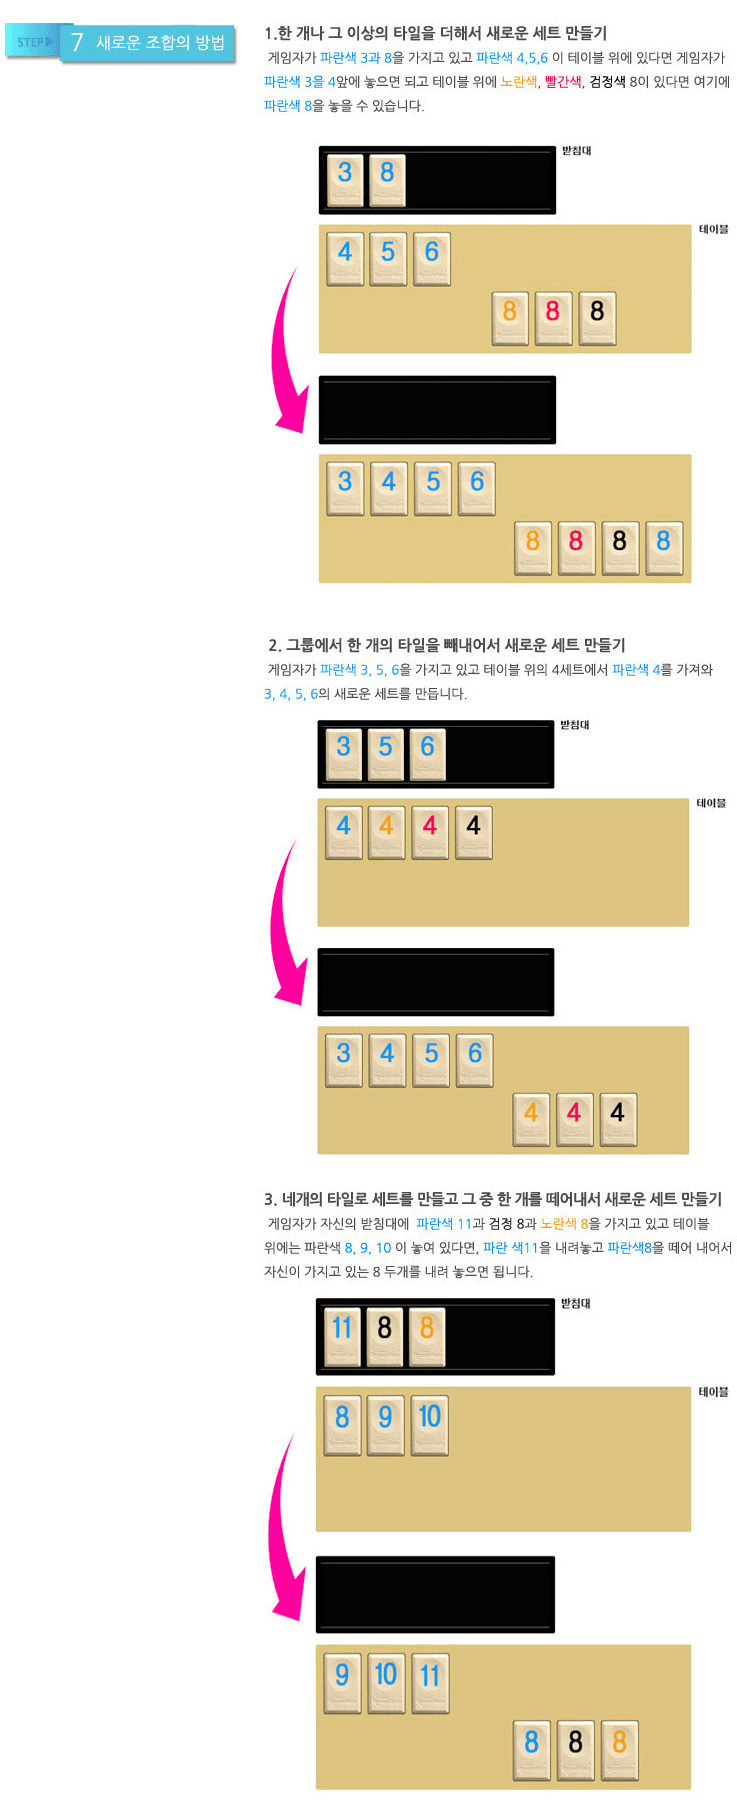 STEP▶ 7 새로운 조합의 방법
1.한 개나 그 이상의 타일을 더해서 새로운 세트 만들기
게임자가 파란색 3과 8을 가지고 있고 파란색 4,5,6 이 테이블 위에 있다면 게임자가
파란색 3을 4앞에 놓으면 되고 테이블 위에 노란색, 빨간색, 검정색 8이 있다면 여기에
파란색 8을 놓을 수 있습니다.
받침대
3 8
테이블
4 5 6
8 8 8
3 4 5 6
8 8 8 8
2. 그룹에서 한 개의 타일을 빼내어서 새로운 세트 만들기
게임자가 파란색 3, 5, 6을 가지고 있고 테이블 위의 4세트에서 파란색 4를 가져와
3, 4, 5, 6의 새로운 세트를 만듭니다.
받침대
3 5 6
테이블
4 4 4 4
3 4 5 6
4 4 4
3. 네개의 타일로 세트를 만들고 그 중 한 개를 떼어내서 새로운 세트 만들기
게임자가 자신의 받침대에 파란색 11과 검정 8과 노란색 8을 가지고 있고 테이블
위에는 파란색 8, 9, 10 이 놓여 있다면, 파란 색11을 내려놓고 파란색8을 떼어 내어서
자신이 가지고 있는 8 두개를 내려 놓으면 됩니다.
받침대
11 8 8
테이블
8 9 10
9 10 11
8 8 8